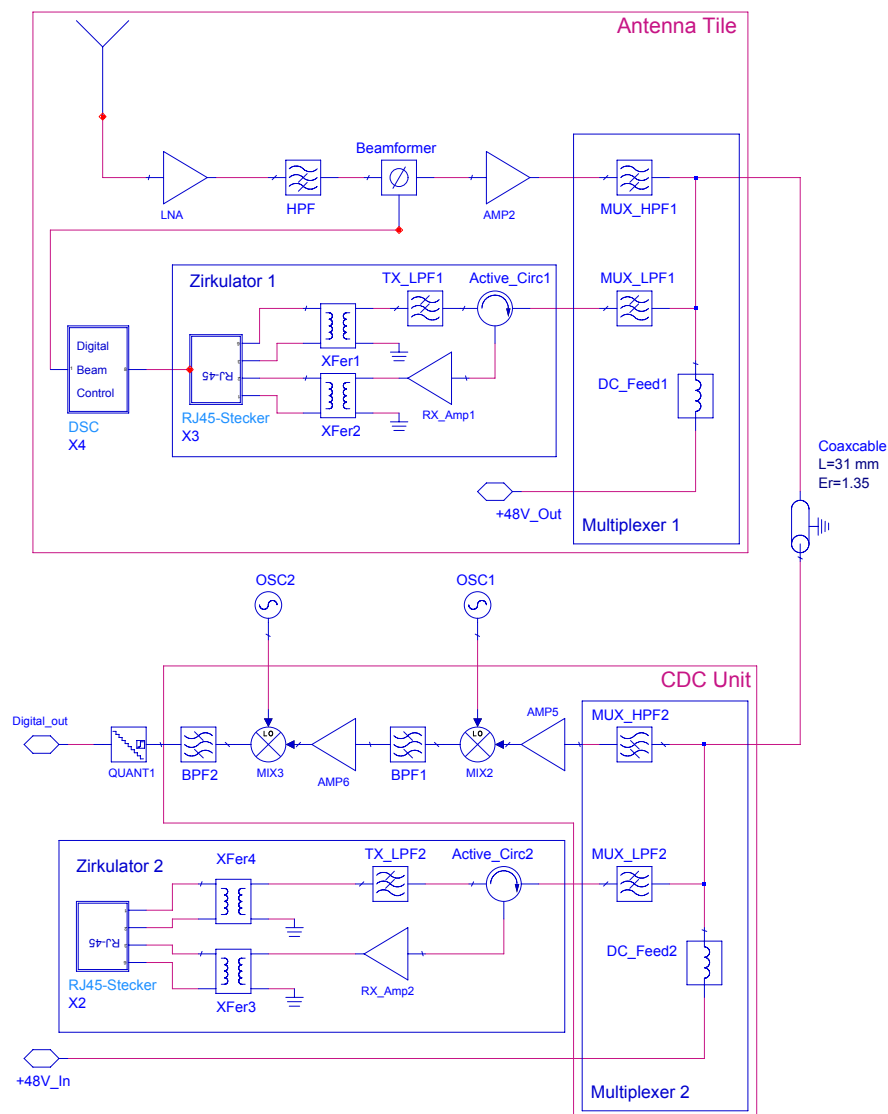 Antenna Tile
Beamformer
LNA
HPF
AMP2
MUX_HPF1
Zirkulator 1
TX_LPF1
Active_Circ1
MUX_LPF1
Digital
Beam
Control
RJ-45
XFer1
RX_Amp1
DC_Feed1
DSC
X4
RJ45-Stecker
X3
XFer2
+48V_Out
Multiplexer 1
Coaxcable
L=31 mm
Er=1.35
OSC2
OSC1
CDC Unit
Digital_out
LO
LO
AMP5
MUX_HPF2
QUANT1
BPF2
MIX3
AMP6
BPF1
MIX2
Zirkulator 2
XFer4
TX_LPF2
Active_Circ2
MUX_LPF2
RJ-45
DC_Feed2
RJ45-Stecker
X2
XFer3
RX_Amp2
+48V_In
Multiplexer 2